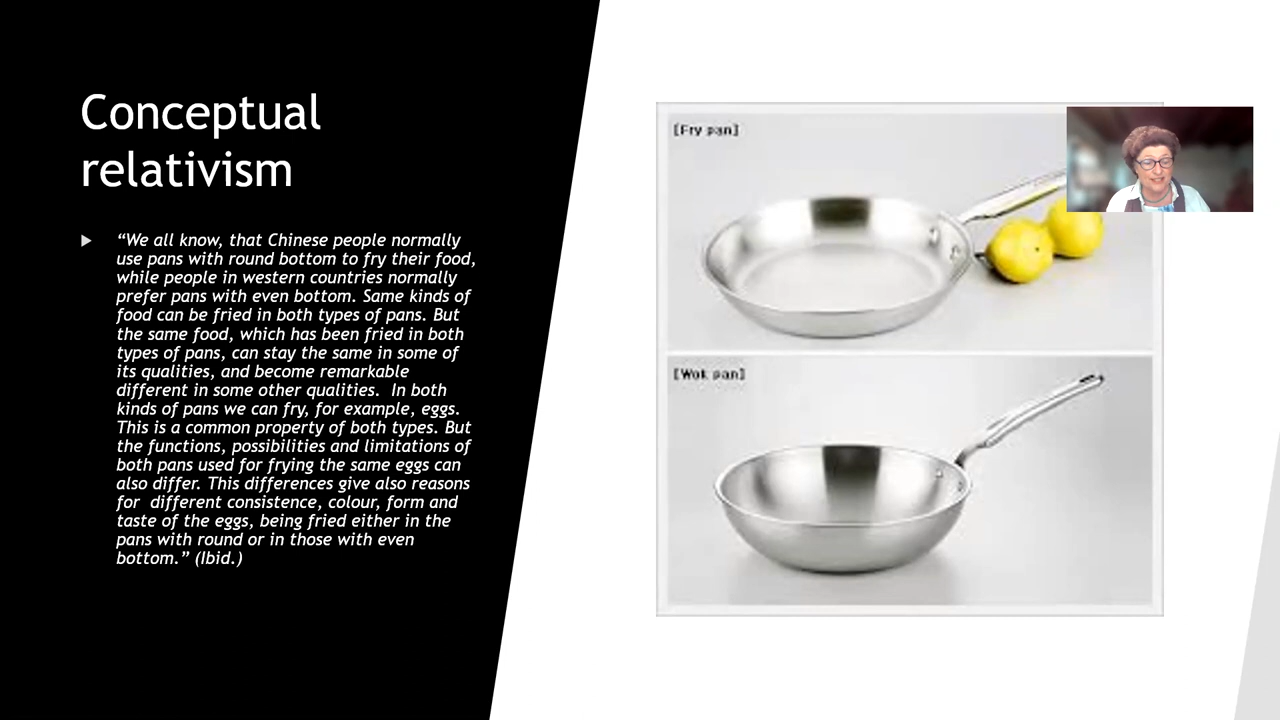 Conceptual
relativism
“We all know, that Chinese people normally
use pans with round bottom to fry their food,
while people in western countries normally
prefer pans with even bottom. Same kinds of
food can be fried in both types of pans. But
the same food, which has been fried in both
types of pans, can stay the same in some of
its qualities, and become remarkable
different in some other qualities.  In both
kinds of pans we can fry, for example, eggs.
This is a common property of both types. But
the functions, possibilities and limitations of
both pans used for frying the same eggs can
also differ. This differences give also reasons
for  different consistence, colour, form and
taste of the eggs, being fried either in the
pans with round or in those with even
bottom.” (Ibid.)
[Fry pan]
[Wok pan]